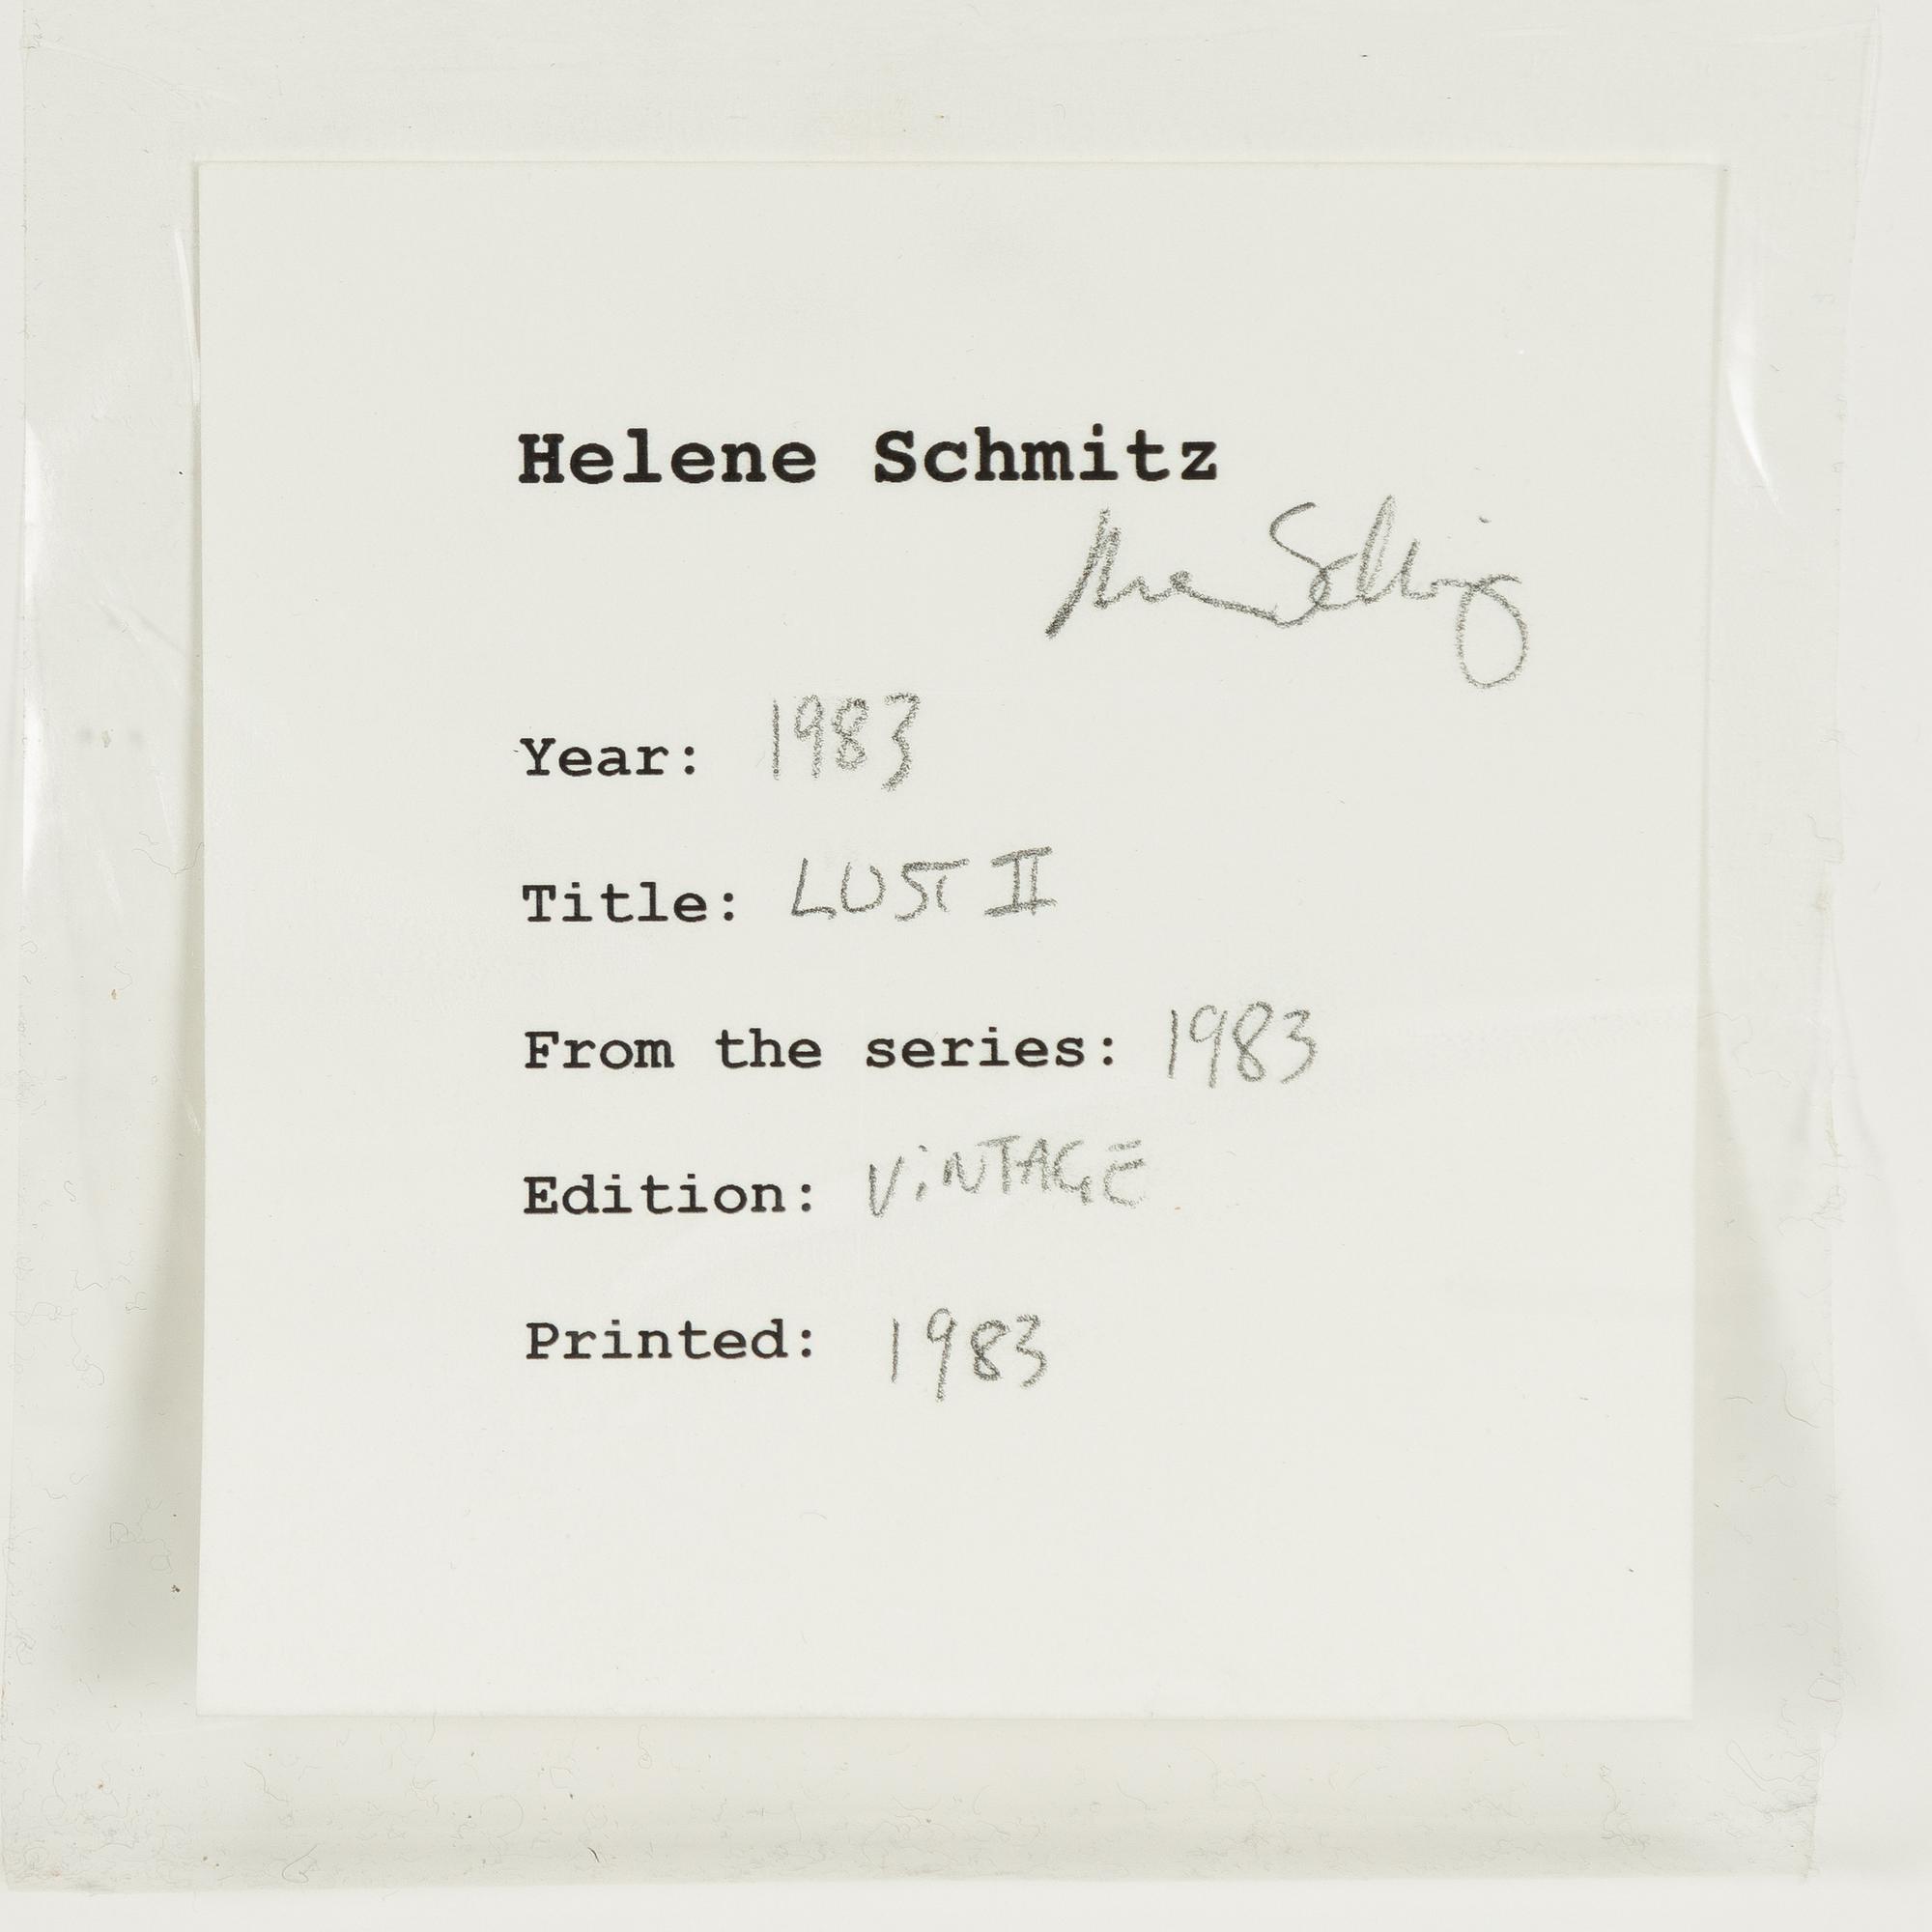 Helene Schmitz
Year: 1983
Title: LUST II
From the series: 1983
Edition: ViNTAGE
Printed: 1983